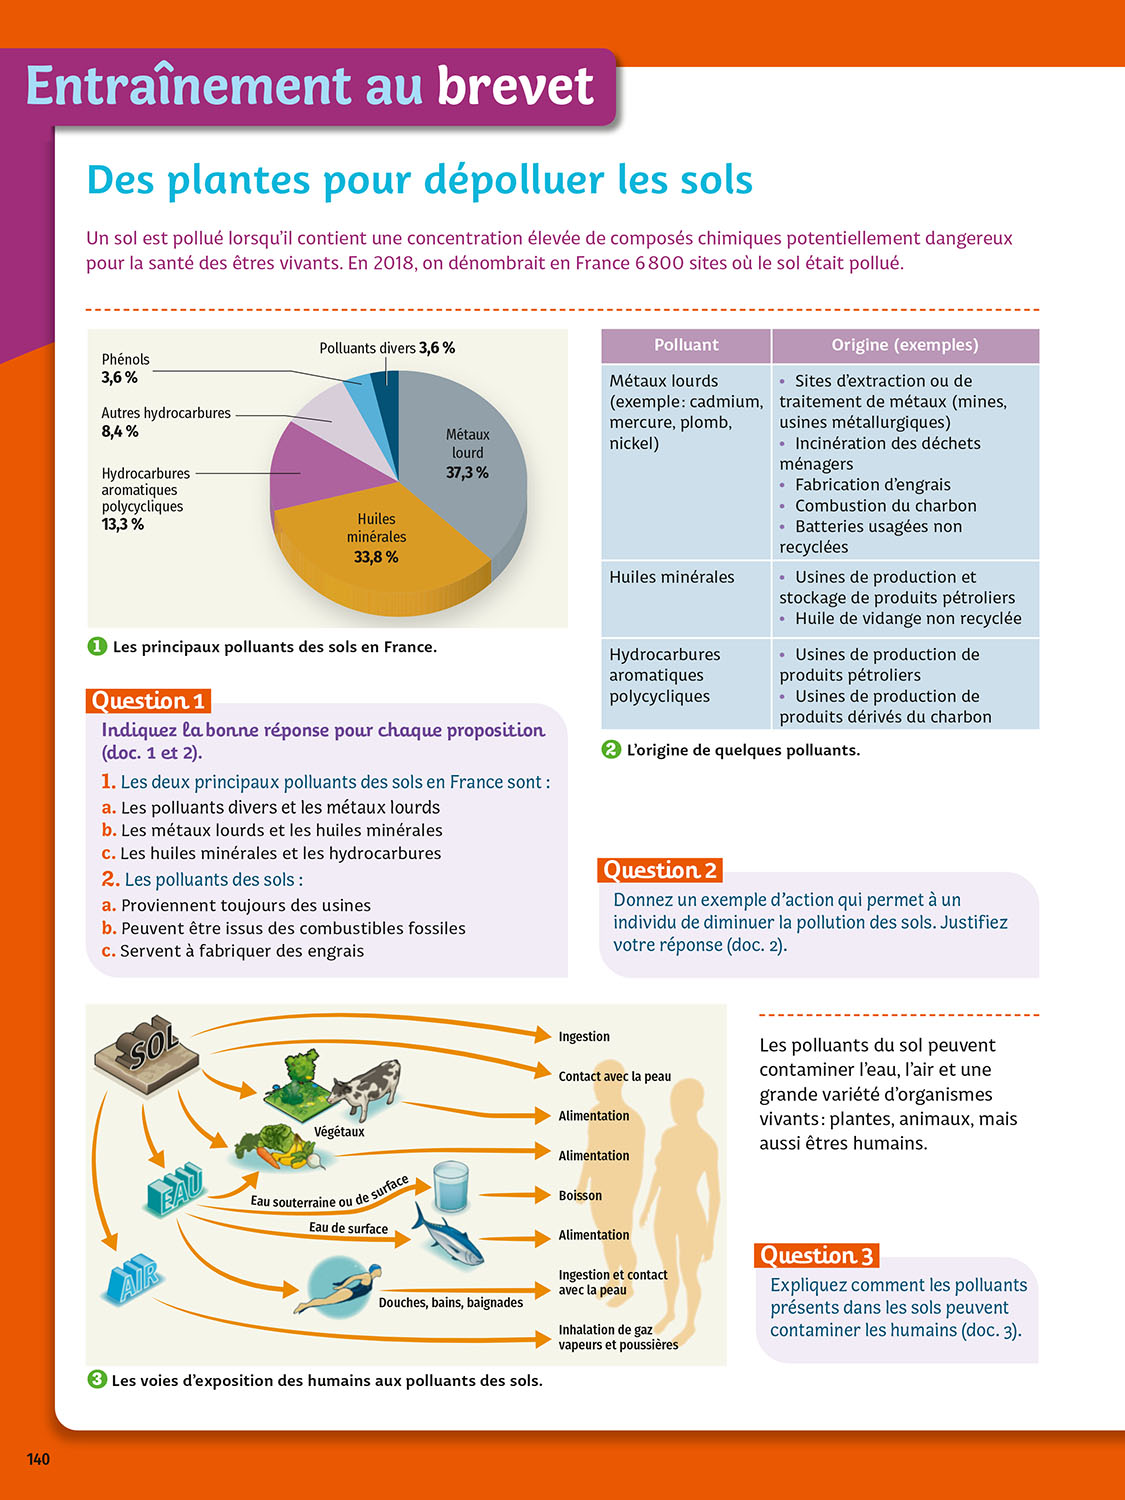 Entraînement au brevet
Des plantes pour dépolluer les sols
Un sol est pollué lorsqu'il contient une concentration élevée de composés chimiques potentiellement dangereux
pour la santé des êtres vivants. En 2018, on dénombrait en France 6 800 sites où le sol était pollué.
Polluants divers 3,6 %
Phénols
3,6 %
Autres hydrocarbures
8,4 %
Hydrocarbures
aromatiques
polycycliques
13,3 %
Métaux
lourd
37,3 %
Huiles
minérales
33,8 %
1 Les principaux polluants des sols en France.
Polluant
Origine (exemples)
Métaux lourds
(exemple : cadmium,
mercure, plomb,
nickel)
• Sites d'extraction ou de
traitement de métaux (mines,
usines métallurgiques)
• Incinération des déchets
ménagers
• Fabrication d'engrais
• Combustion du charbon
• Batteries usagées non
recyclées
Huiles minérales
• Usines de production et
stockage de produits pétroliers
• Huile de vidange non recyclée
Hydrocarbures
aromatiques
polycycliques
• Usines de production de
produits pétroliers
• Usines de production de
produits dérivés du charbon
2 L'origine de quelques polluants.
Question 1
Indiquez la bonne réponse pour chaque proposition
(doc. 1 et 2).
1. Les deux principaux polluants des sols en France sont :
a. Les polluants divers et les métaux lourds
b. Les métaux lourds et les huiles minérales
c. Les huiles minérales et les hydrocarbures
2. Les polluants des sols :
a. Proviennent toujours des usines
b. Peuvent être issus des combustibles fossiles
c. Servent à fabriquer des engrais
Question 2
Donnez un exemple d'action qui permet à un
individu de diminuer la pollution des sols. Justifiez
votre réponse (doc. 2).
SOL
EAU
AIR
Végétaux
Eau souterraine ou de surface
Eau de surface
Douches, bains, baignades
Ingestion
Contact avec la peau
Alimentation
Alimentation
Boisson
Alimentation
Ingestion et contact
avec la peau
Inhalation de gaz
vapeurs et poussières
3 Les voies d'exposition des humains aux polluants des sols.
Les polluants du sol peuvent
contaminer l'eau, l'air et une
grande variété d'organismes
vivants : plantes, animaux, mais
aussi êtres humains.
Question 3
Expliquez comment les polluants
présents dans les sols peuvent
contaminer les humains (doc. 3).
140